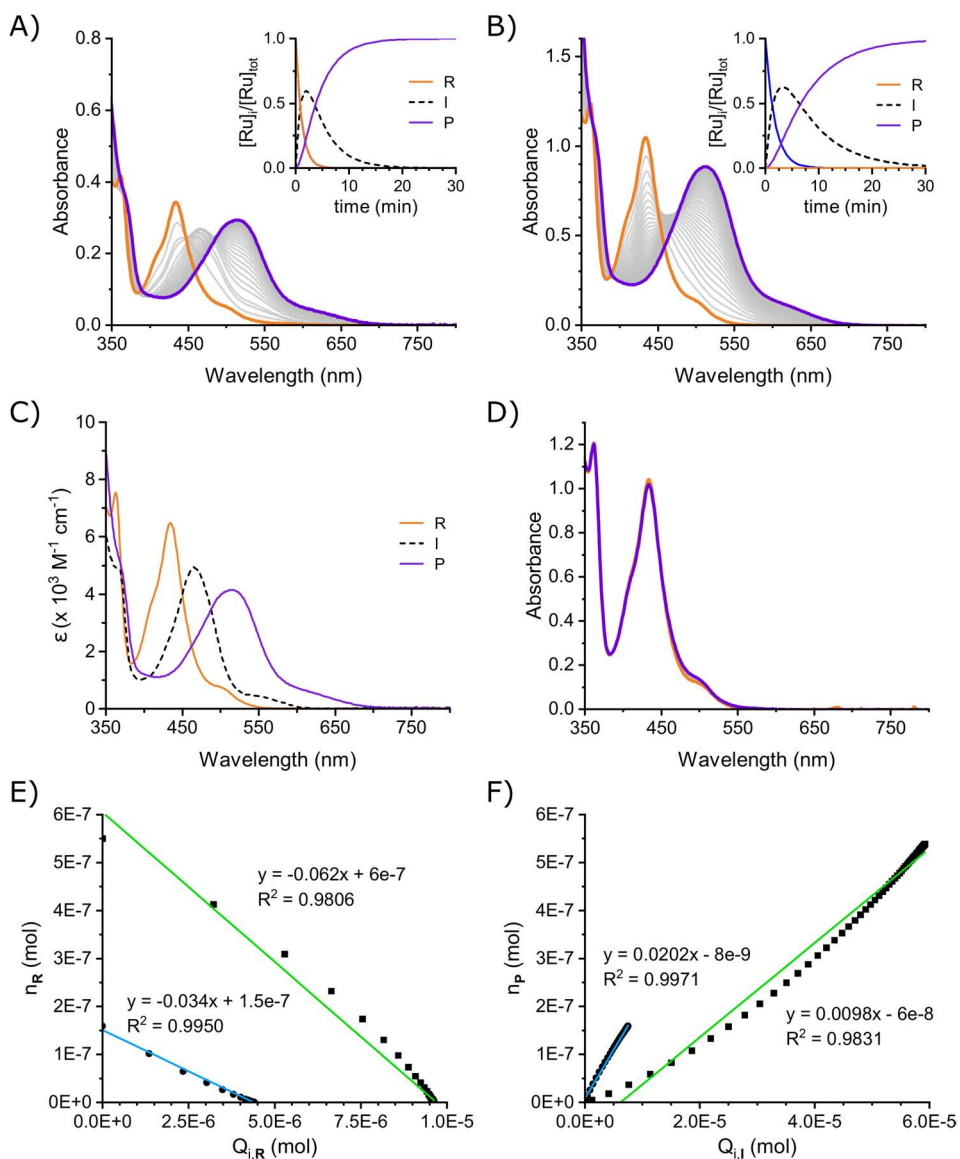 A)
0.8
0.6
0.4
0.2
0.0
Absorbance
350
450
550
650
750
Wavelength (nm)
1.0
0.5
0.0
[Ru]i/[Ru]tot
0
10
20
30
time (min)
R
I
P
B)
1.5
1.0
0.5
0.0
Absorbance
350
450
550
650
750
Wavelength (nm)
1.0
0.5
0.0
[Ru]i/[Ru]tot
0
10
20
30
time (min)
R
I
P
C)
10
8
6
4
2
0
ε (x 10³ M⁻¹ cm⁻¹)
350
450
550
650
750
Wavelength (nm)
R
I
P
D)
1.2
1.0
0.8
0.6
0.4
0.2
0.0
Absorbance
350
450
550
650
750
Wavelength (nm)
E)
6E-7
5E-7
4E-7
3E-7
2E-7
1E-7
0E+0
nR (mol)
y = -0.062x + 6e-7
R² = 0.9806
y = -0.034x + 1.5e-7
R² = 0.9950
0.0E+0
5.0E-6
1.0E-5
Qi,R (mol)
F)
6E-7
5E-7
4E-7
3E-7
2E-7
1E-7
0E+0
nP (mol)
y = 0.0202x - 8e-9
R² = 0.9971
y = 0.0098x - 6e-8
R² = 0.9831
0.0E+0
2.0E-5
4.0E-5
6.0E-5
Qi,I (mol)